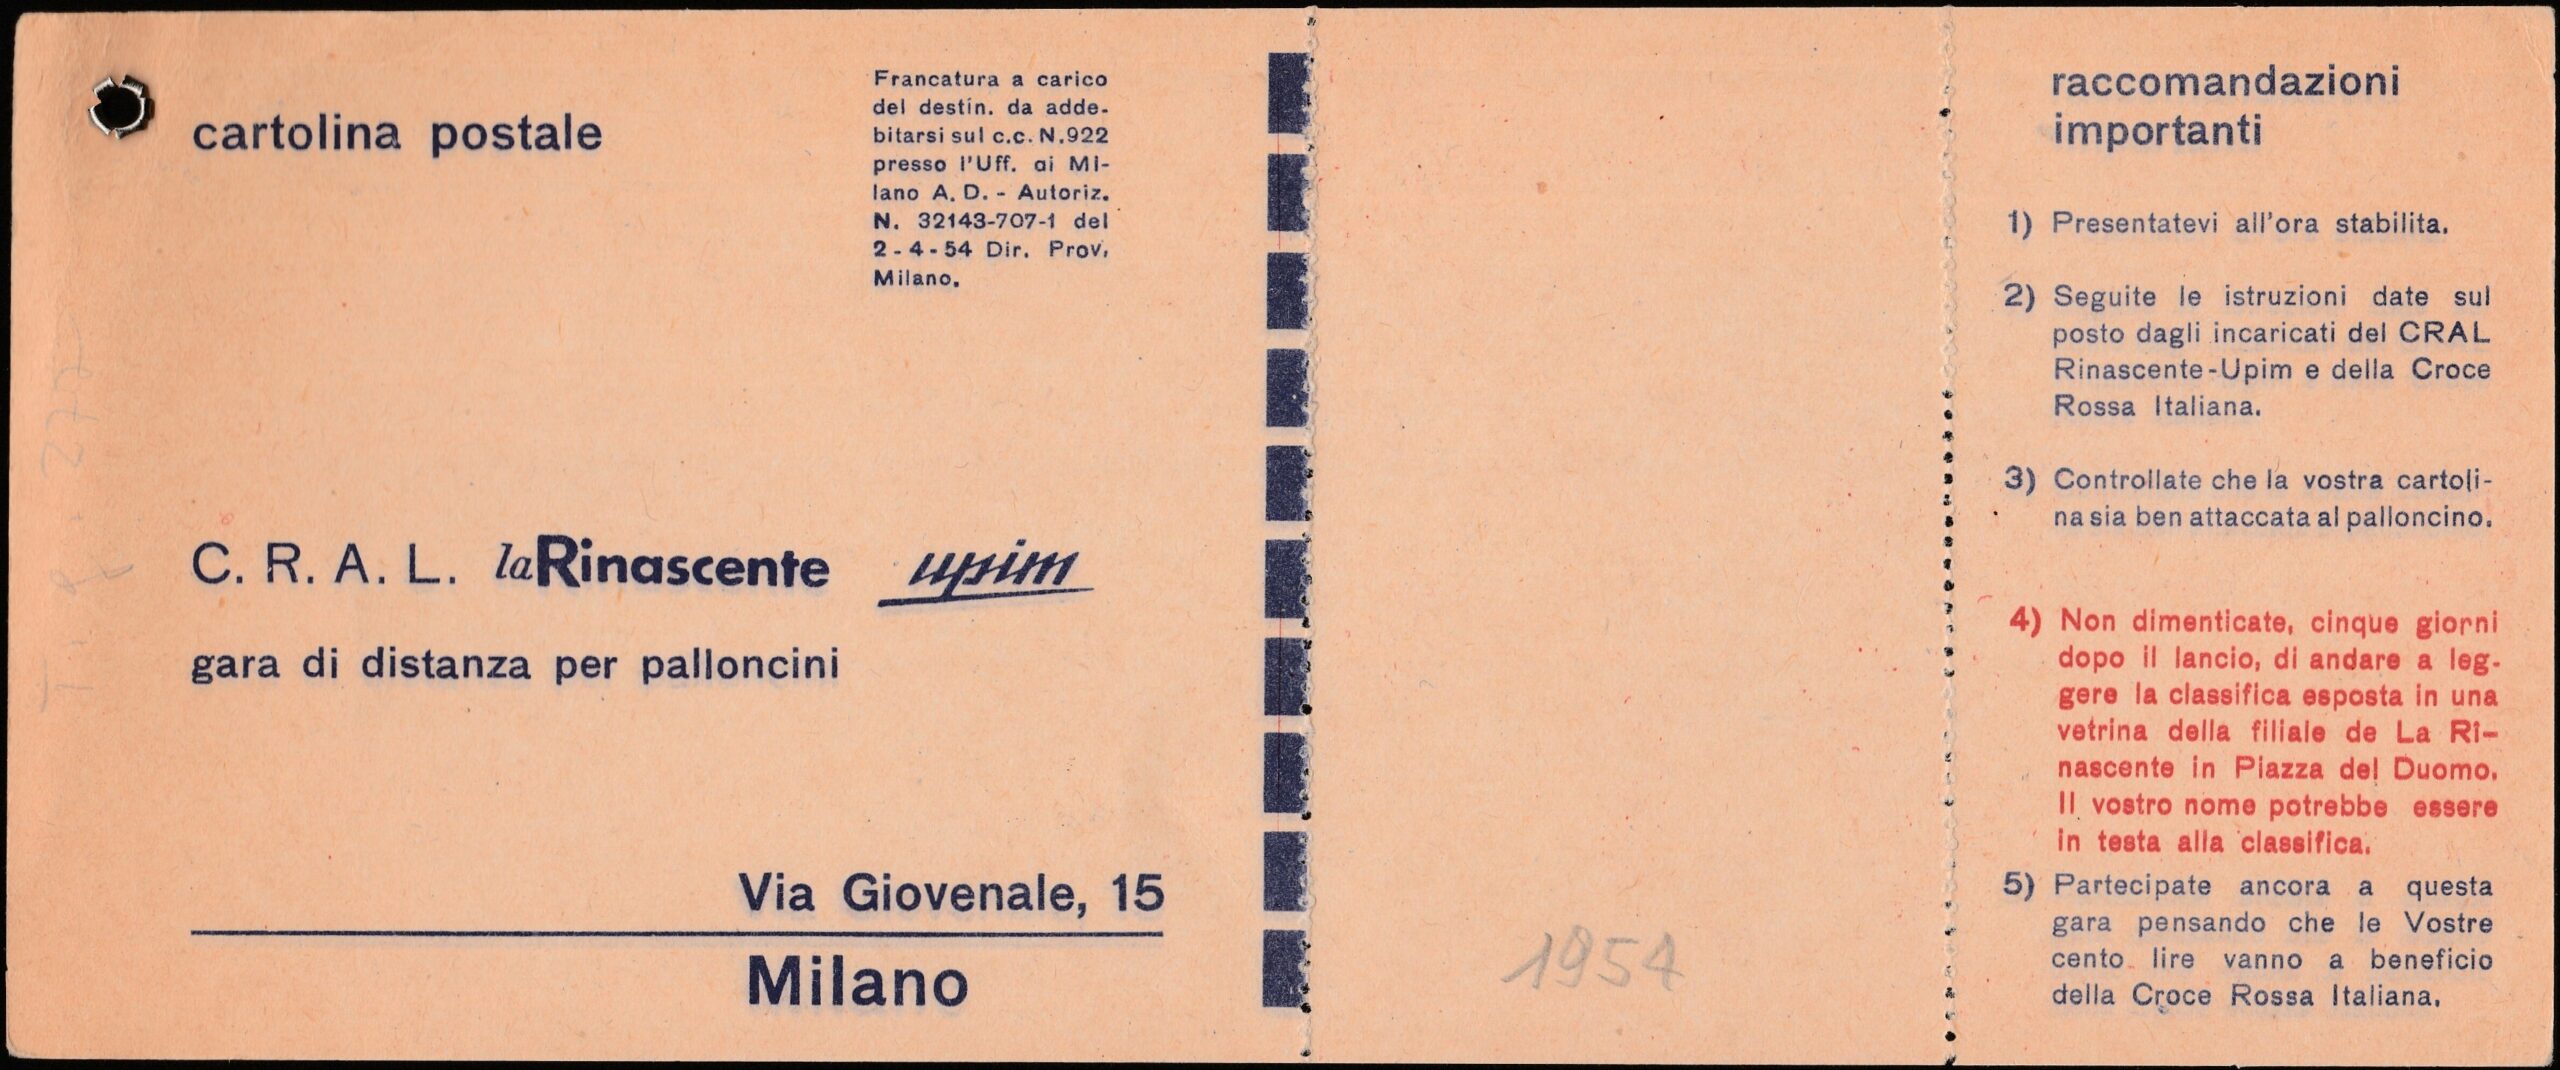 cartolina postale
Francatura a carico
del destin. da adde-
bitarsi sul c.c. N.922
presso l'Uff. di Mi-
lano A. D. - Autoriz.
N. 32143-707-1 del
2-4-54 Dir. Prov.
Milano.
C. R. A. L. la Rinascente upim
gara di distanza per palloncini
Via Giovenale, 15
Milano
1954
raccomandazioni
importanti
1) Presentatevi all'ora stabilita.
2) Seguite le istruzioni date sul
posto dagli incaricati del CRAL
Rinascente-Upim e della Croce
Rossa Italiana.
3) Controllate che la vostra cartoli-
na sia ben attaccata al palloncino.
4) Non dimenticate, cinque giorni
dopo il lancio, di andare a leg-
gere la classifica esposta in una
vetrina della filiale de La Ri-
nascente in Piazza del Duomo.
Il vostro nome potrebbe essere
in testa alla classifica.
5) Partecipate ancora a questa
gara pensando che le Vostre
cento lire vanno a beneficio
della Croce Rossa Italiana.